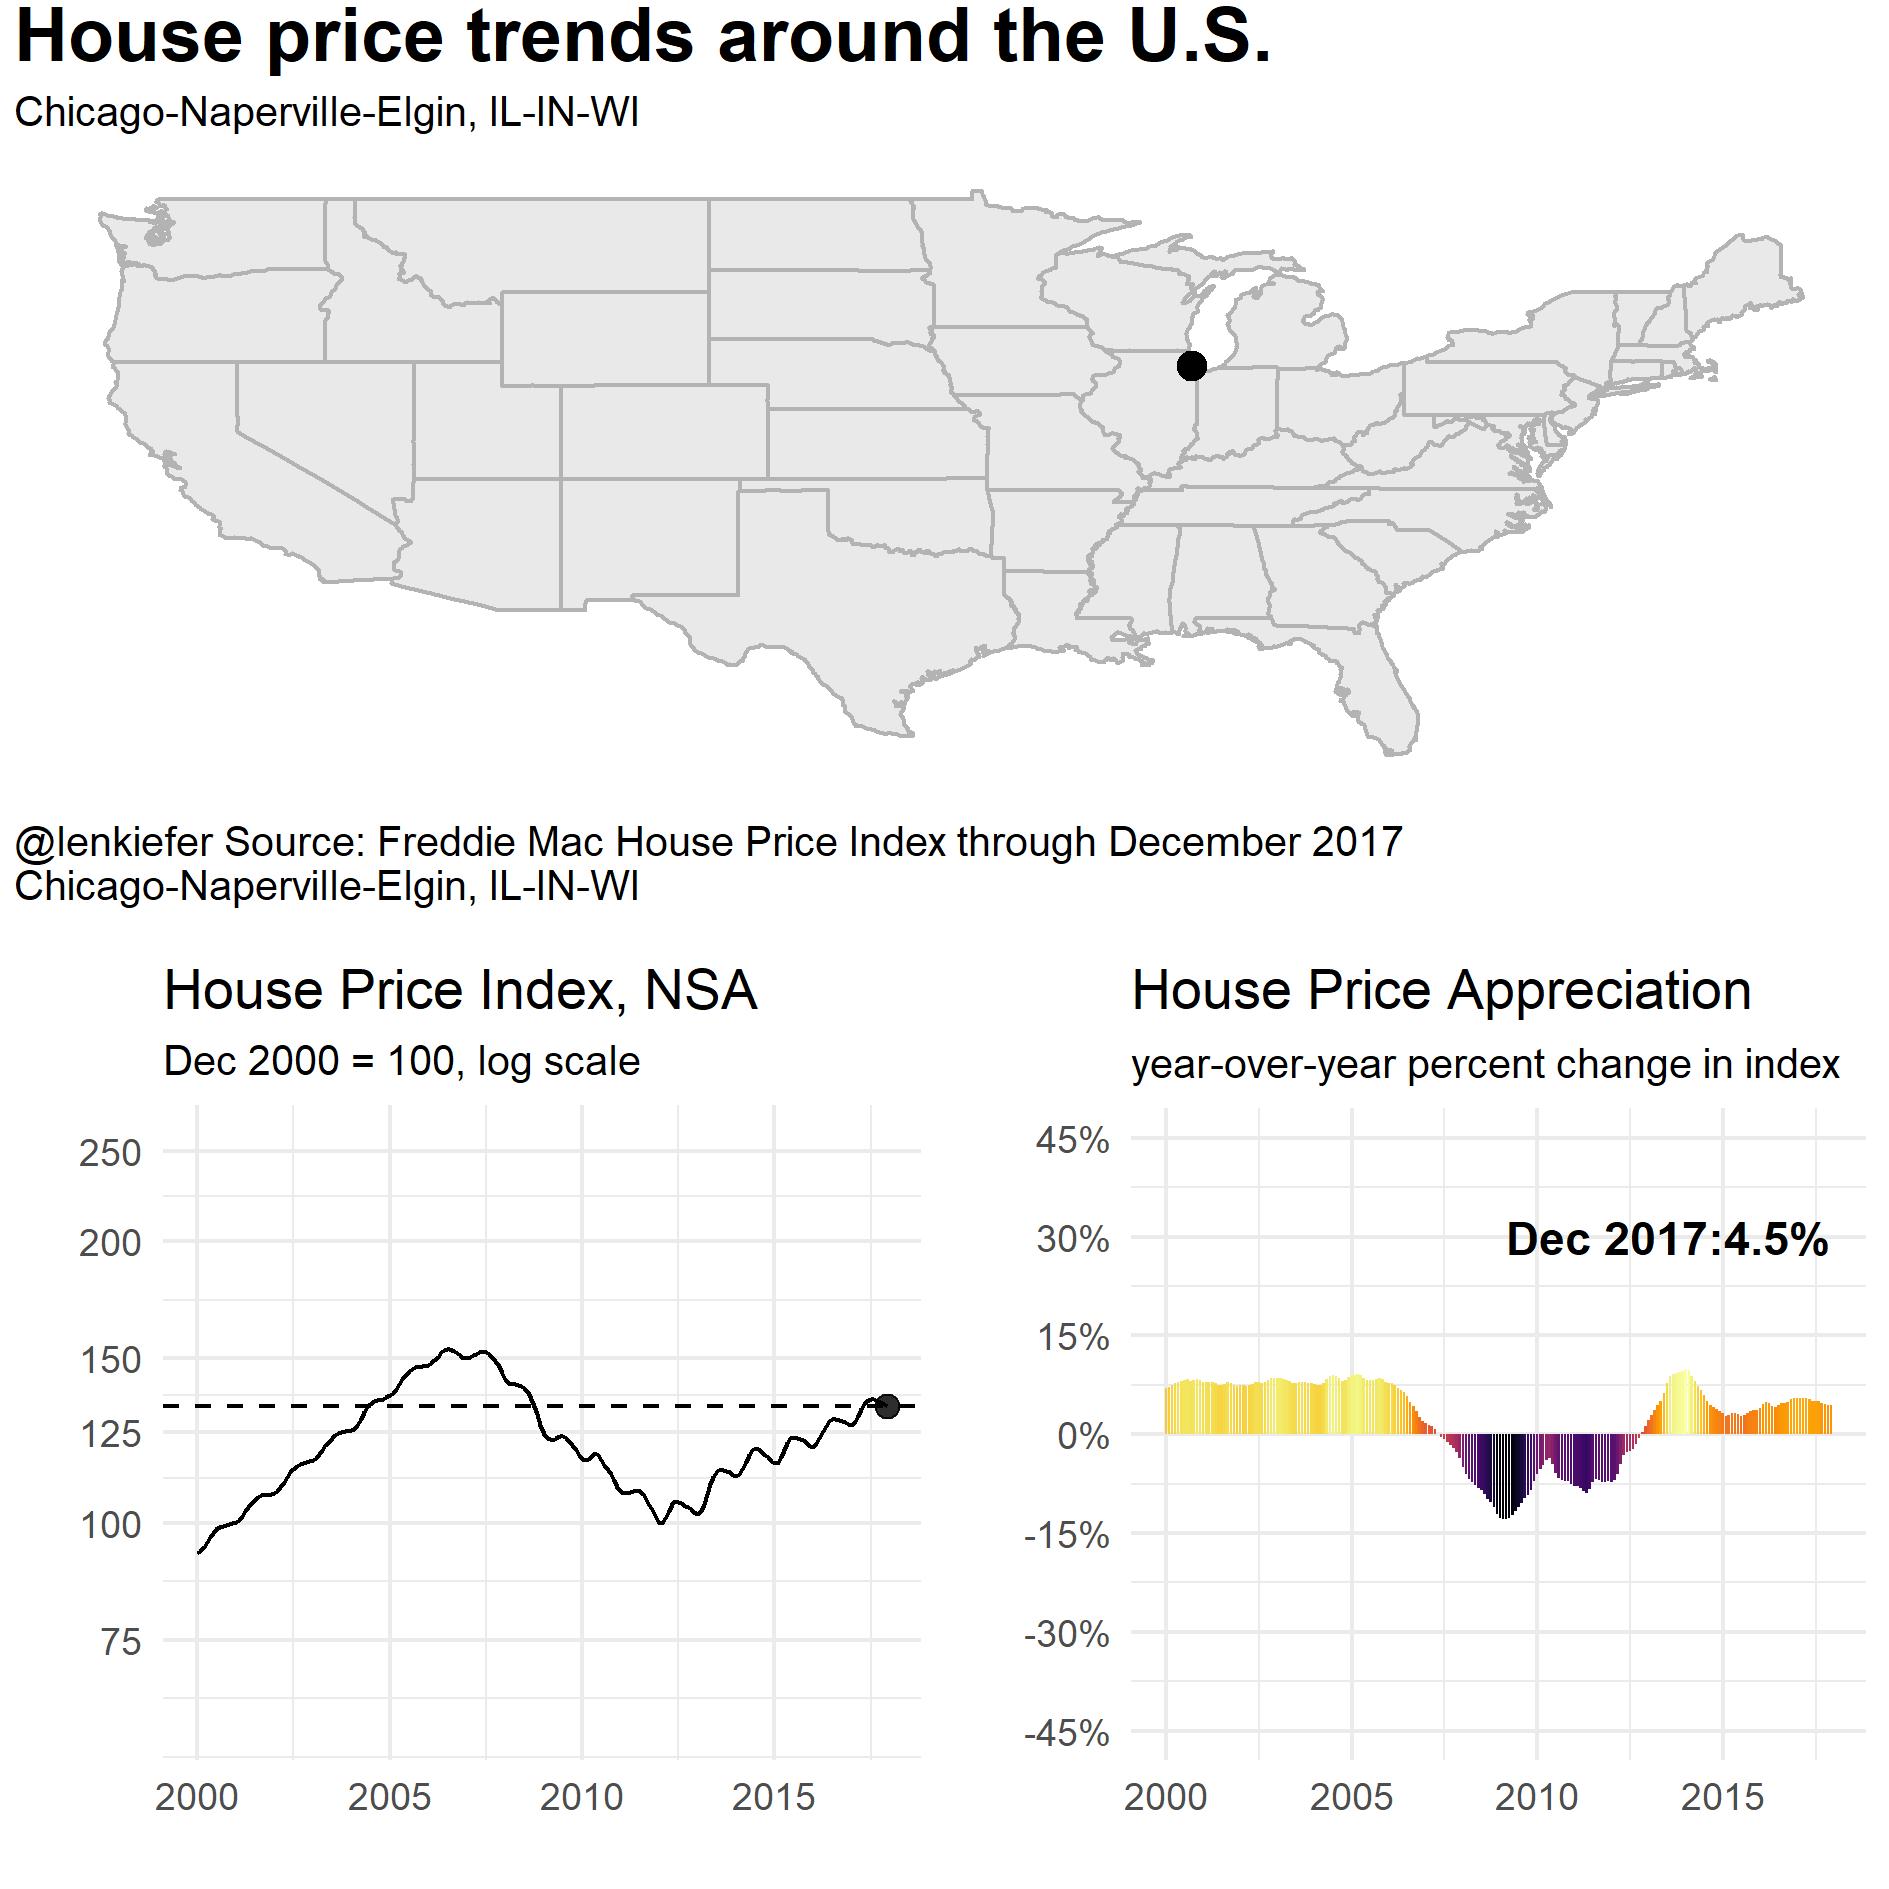 House price trends around the U.S.
Chicago-Naperville-Elgin, IL-IN-WI
@lenkiefer Source: Freddie Mac House Price Index through December 2017
Chicago-Naperville-Elgin, IL-IN-WI
House Price Index, NSA
Dec 2000 = 100, log scale
250
200
150
125
100
75
2000 2005 2010 2015
House Price Appreciation
year-over-year percent change in index
45%
30%
Dec 2017:4.5%
15%
0%
-15%
-30%
-45%
2000 2005 2010 2015